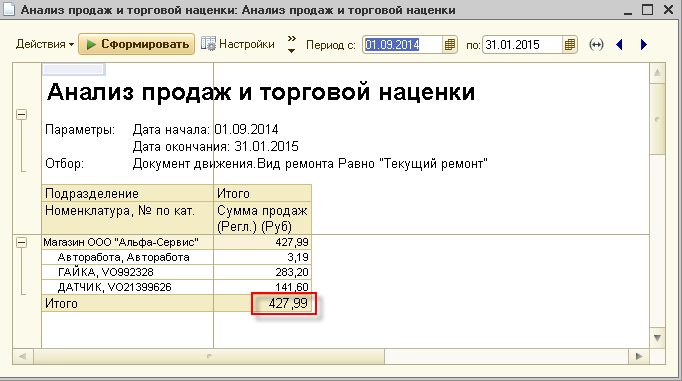 Анализ продаж и торговой наценки: Анализ продаж и торговой наценки
Действия Сформировать Настройки Период с: 01.09.2014 по: 31.01.2015
Анализ продаж и торговой наценки
Параметры: Дата начала: 01.09.2014
Дата окончания: 31.01.2015
Отбор: Документ движения.Вид ремонта Равно "Текущий ремонт"
Подразделение Итого
Номенклатура, № по кат. Сумма продаж
(Регл.) (Руб)
Магазин ООО "Альфа-Сервис" 427,99
Авторабота, Авторабота 3,19
ГАЙКА, VO992328 283,20
ДАТЧИК, VO21399626 141,60
Итого 427,99